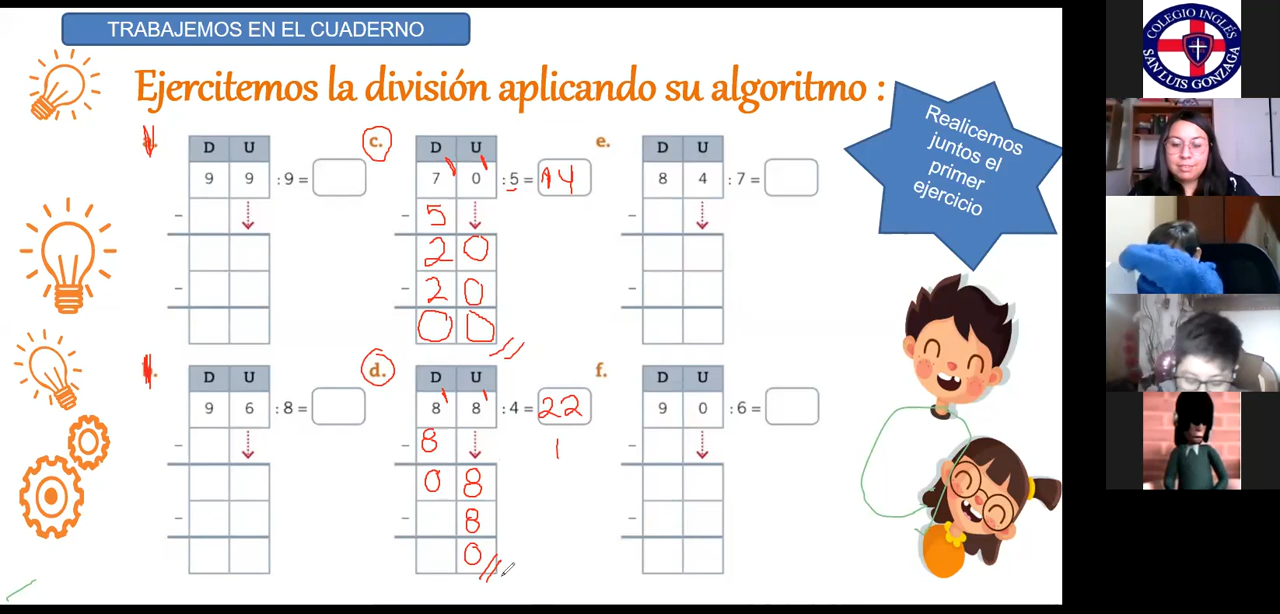 TRABAJEMOS EN EL CUADERNO
Ejercitemos la división aplicando su algoritmo :
Realicemos
juntos el
primer
ejercicio
COLEGIO INGLÉS
SAN LUIS GONZAGA
D U
9 9 : 9 =
-
-
c.
D U
7 0 : 5 = 14
- 5
2 0
- 2 0
0 0
e.
D U
8 4 : 7 =
-
-
D U
9 6 : 8 =
-
-
d.
D U
8 8 : 4 = 22
- 8
0 8
- 8
0
f.
D U
9 0 : 6 =
-
-